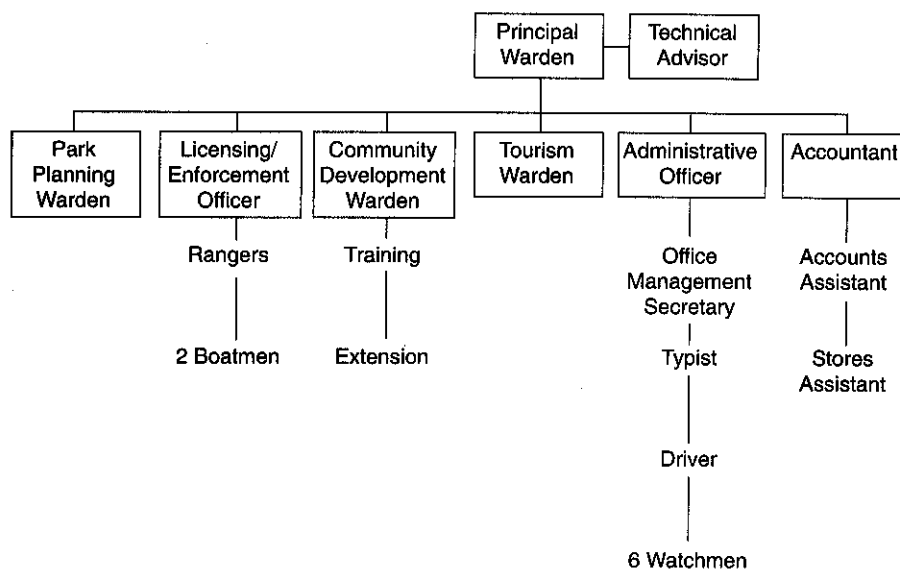 Principal
Warden
Technical
Advisor
Park
Planning
Warden
Licensing/
Enforcement
Officer
Community
Development
Warden
Tourism
Warden
Administrative
Officer
Accountant
Rangers
2 Boatmen
Training
Extension
Office
Management
Secretary
Typist
Driver
6 Watchmen
Accounts
Assistant
Stores
Assistant